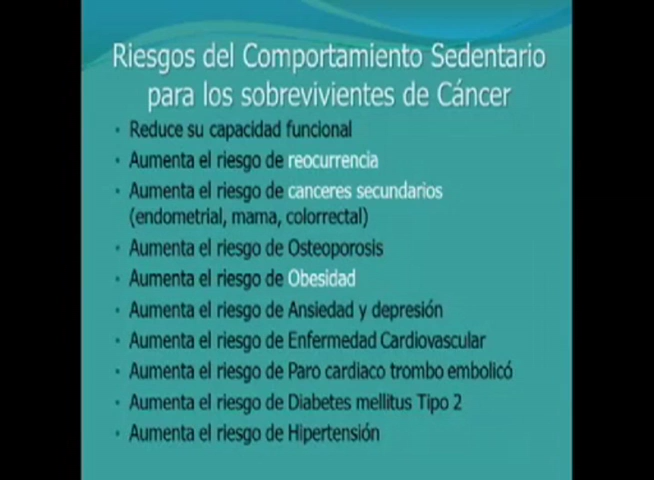 Riesgos del Comportamiento Sedentario
para los sobrevivientes de Cáncer
• Reduce su capacidad funcional
• Aumenta el riesgo de reocurrencia
• Aumenta el riesgo de canceres secundarios
(endometrial, mama, colorrectal)
• Aumenta el riesgo de Osteoporosis
• Aumenta el riesgo de Obesidad
• Aumenta el riesgo de Ansiedad y depresión
• Aumenta el riesgo de Enfermedad Cardiovascular
• Aumenta el riesgo de Paro cardiaco trombo embolicó
• Aumenta el riesgo de Diabetes mellitus Tipo 2
• Aumenta el riesgo de Hipertensión